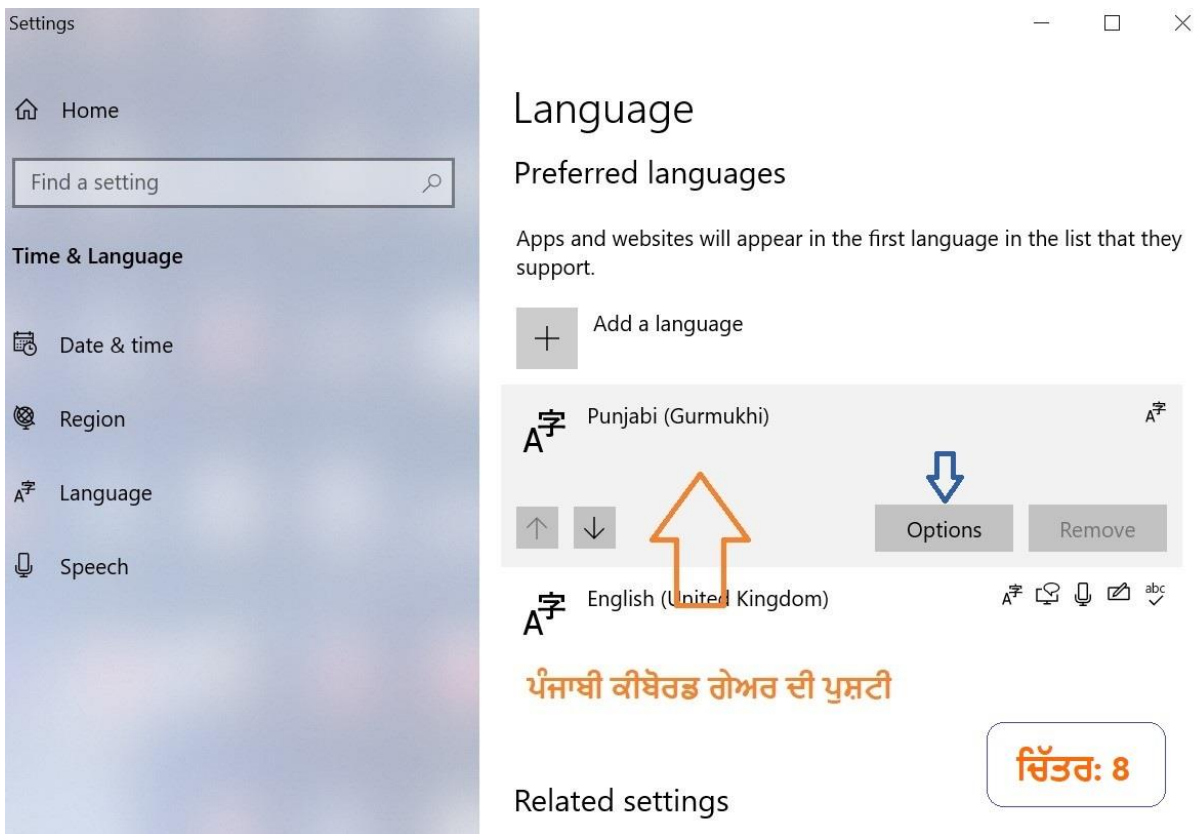 Settings
Home
Find a setting
Time & Language
Date & time
Region
Language
Speech
Language
Preferred languages
Apps and websites will appear in the first language in the list that they
support.
Add a language
Punjabi (Gurmukhi)
Options
Remove
English (United Kingdom)
ਪੰਜਾਬੀ ਕੀਬੋਰਡ ਗੇਅਰ ਦੀ ਪੁਸ਼ਟੀ
ਚਿੱਤਰ: 8
Related settings